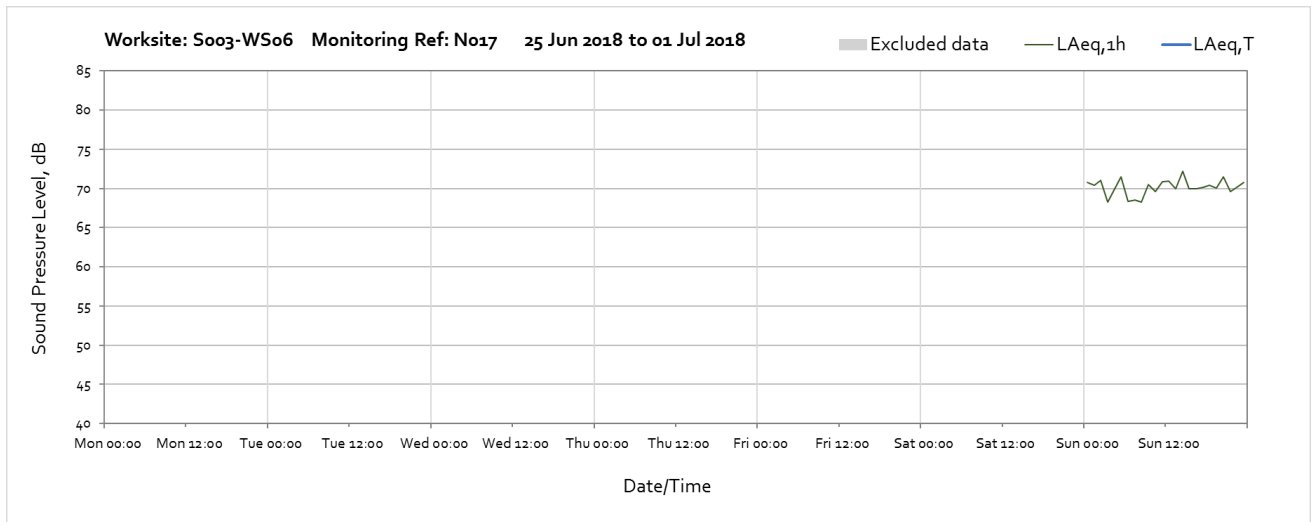 Worksite: S003-WS06 Monitoring Ref: N017 25 Jun 2018 to 01 Jul 2018
Excluded data LAeq,1h LAeq,T
85
80
75
70
65
60
55
50
45
40
Sound Pressure Level, dB
Mon 00:00 Mon 12:00 Tue 00:00 Tue 12:00 Wed 00:00 Wed 12:00 Thu 00:00 Thu 12:00 Fri 00:00 Fri 12:00 Sat 00:00 Sat 12:00 Sun 00:00 Sun 12:00
Date/Time